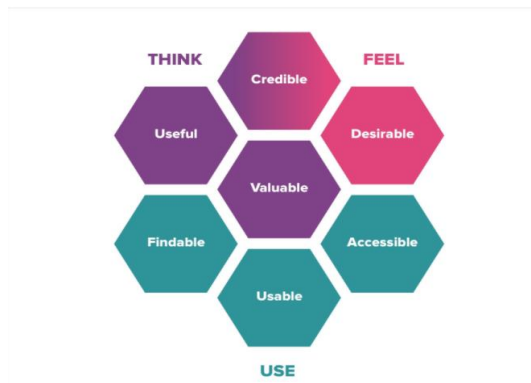 THINK
FEEL
Credible
Useful
Desirable
Valuable
Findable
Accessible
Usable
USE